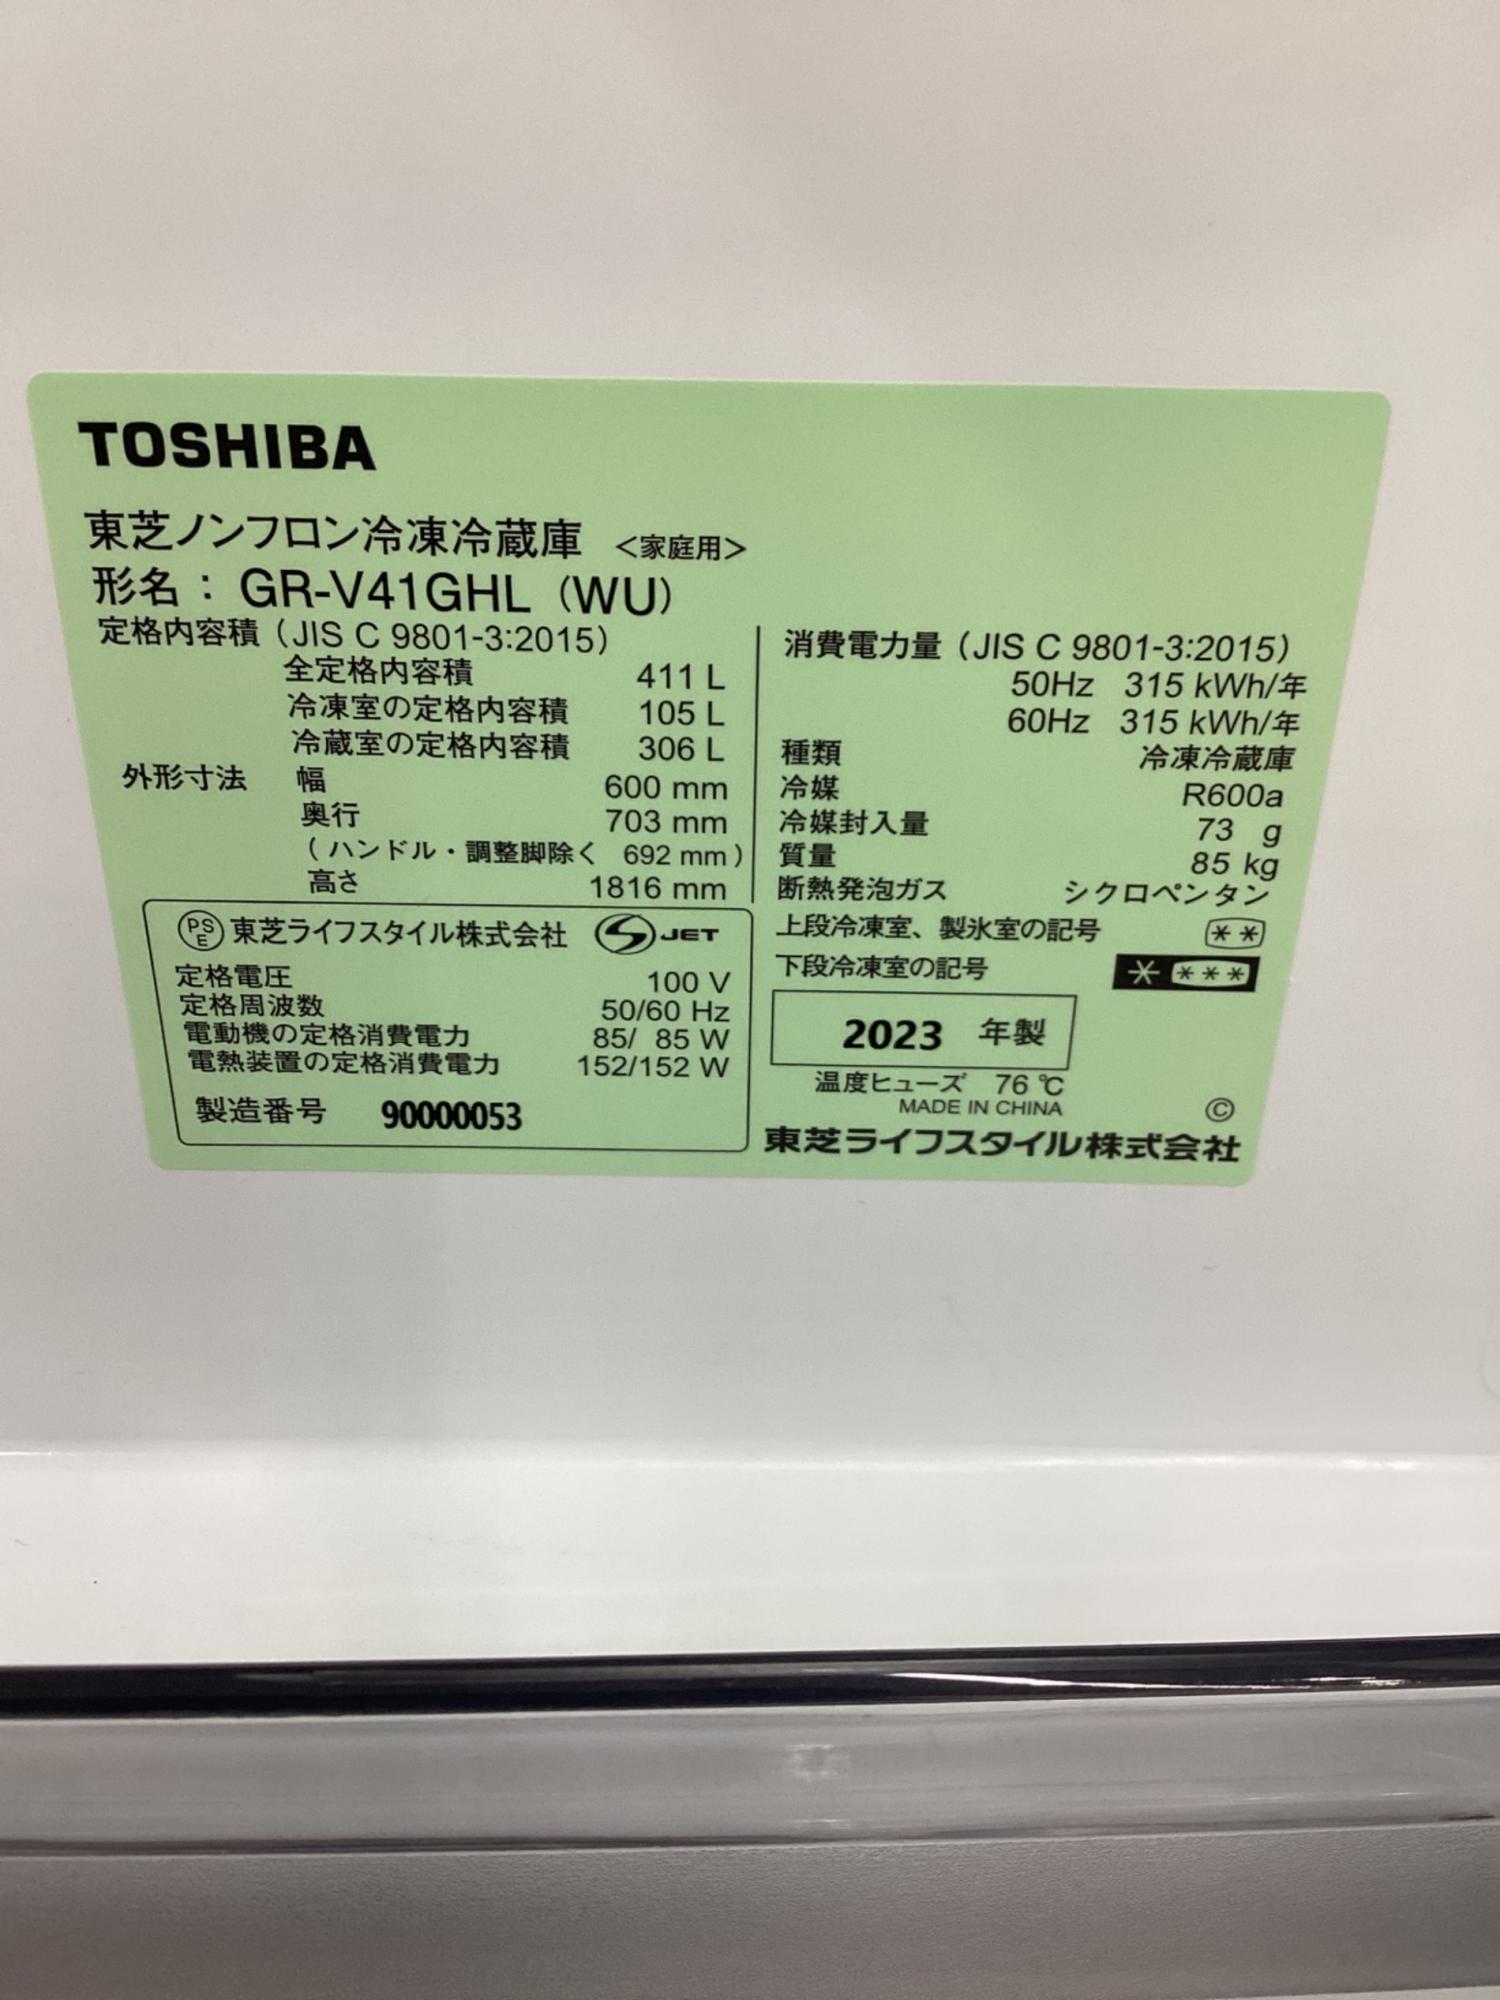 TOSHIBA
東芝ノンフロン冷凍冷蔵庫 <家庭用>
形名: GR-V41GHL (WU)
定格内容積 (JIS C 9801-3:2015)
全定格内容積 411 L
冷凍室の定格内容積 105 L
冷蔵室の定格内容積 306 L
外形寸法 幅 600 mm
奥行 703 mm
(ハンドル・調整脚除く 692 mm)
高さ 1816 mm
PSE 東芝ライフスタイル株式会社 S JET
定格電圧 100 V
定格周波数 50/60 Hz
電動機の定格消費電力 85/ 85 W
電熱装置の定格消費電力 152/152 W
製造番号 90000053
消費電力量 (JIS C 9801-3:2015)
50Hz 315 kWh/年
60Hz 315 kWh/年
種類 冷凍冷蔵庫
冷媒 R600a
冷媒封入量 73 g
質量 85 kg
断熱発泡ガス シクロペンタン
上段冷凍室、製氷室の記号 **
下段冷凍室の記号 * ***
2023 年製
温度ヒューズ 76℃
MADE IN CHINA ©
東芝ライフスタイル株式会社